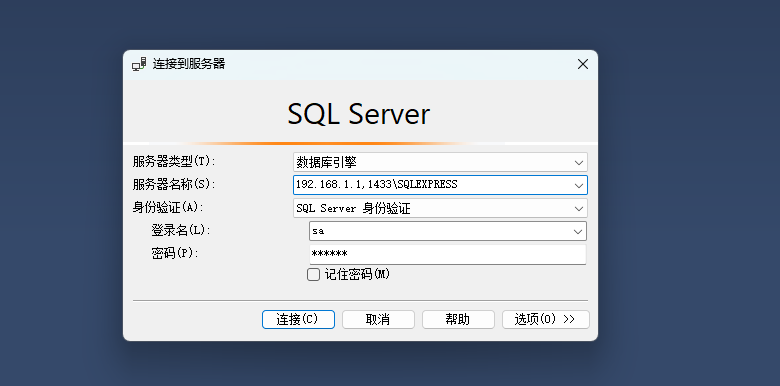 连接到服务器
SQL Server
服务器类型(T): 数据库引擎
服务器名称(S): 192.168.1.1,1433\SQLEXPRESS
身份验证(A): SQL Server 身份验证
登录名(L): sa
密码(P): ******
记住密码(M)
连接(C) 取消 帮助 选项(O) >>